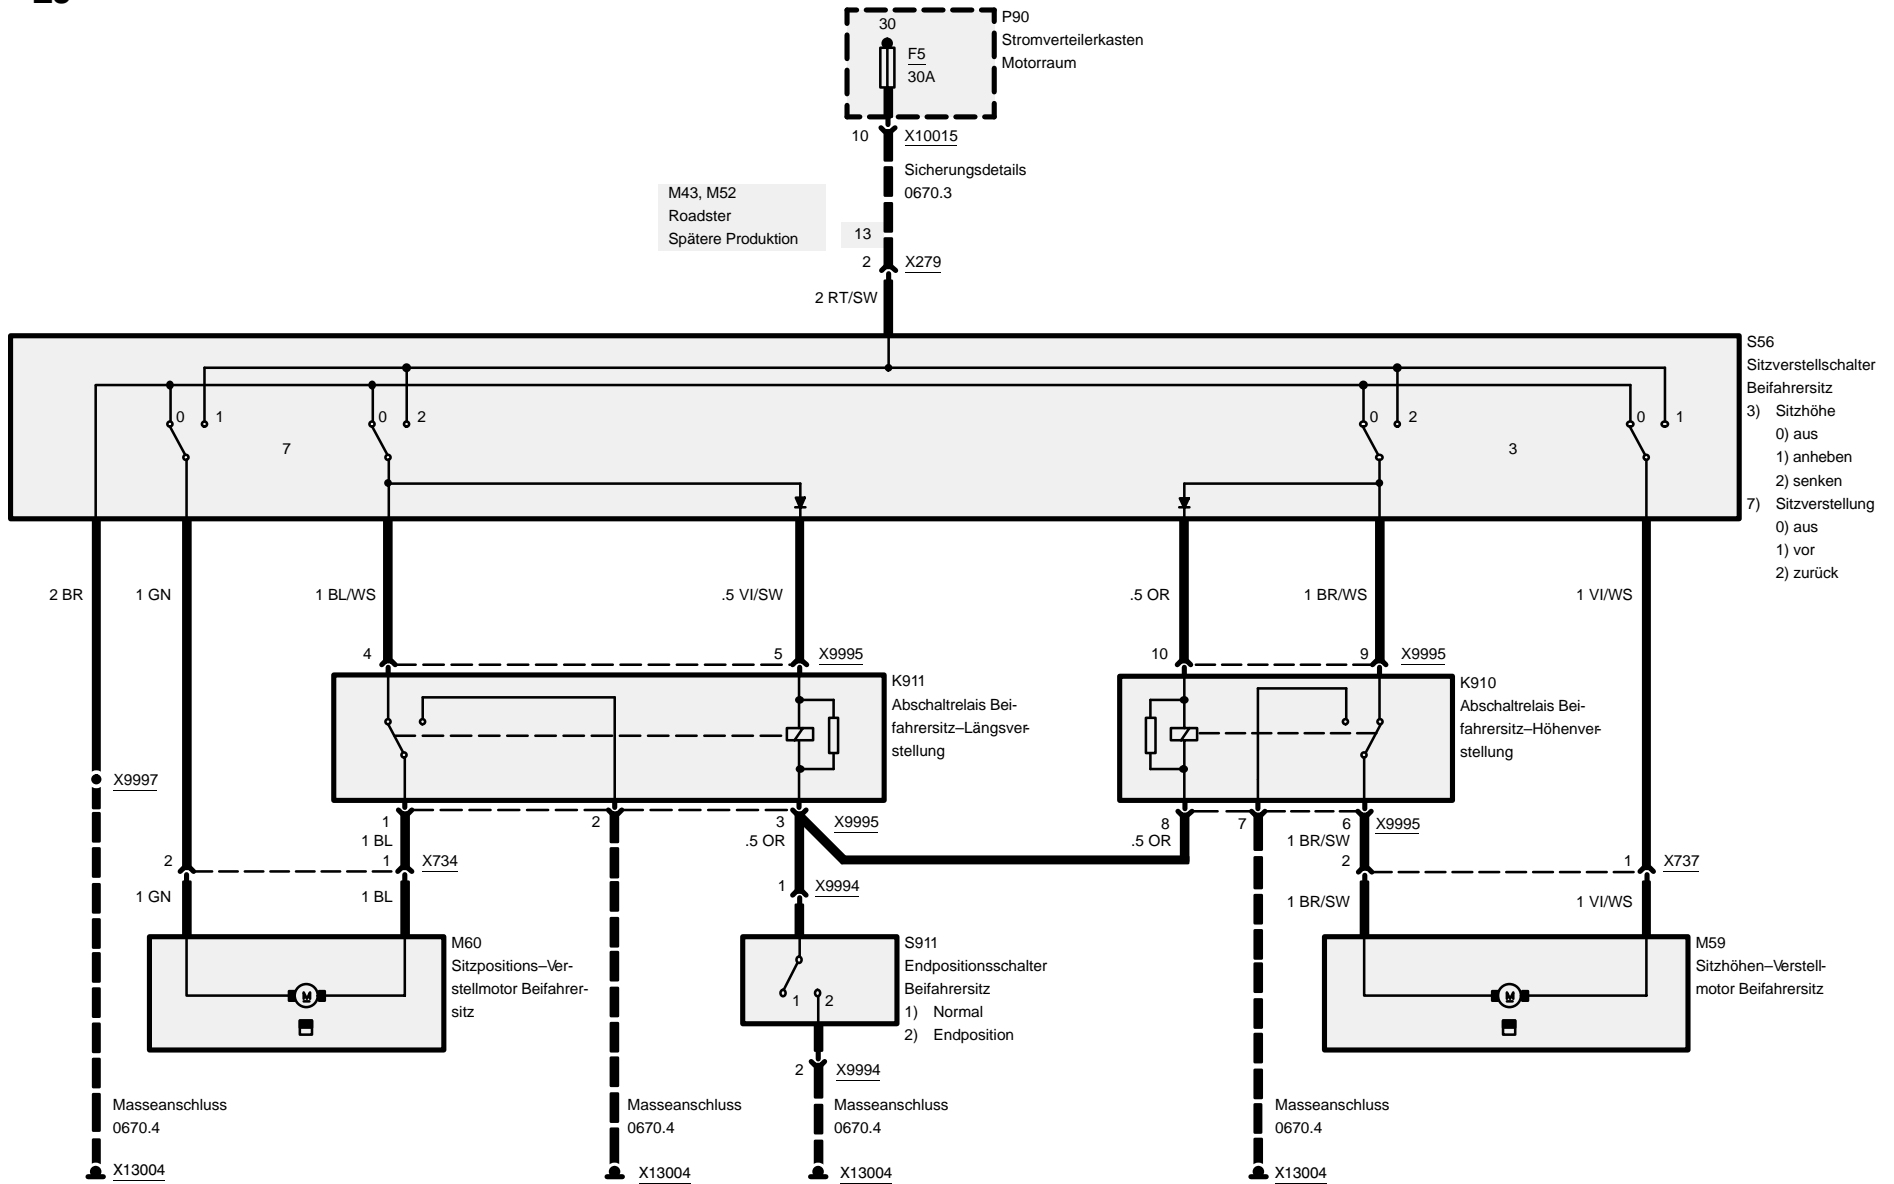 30
F5
30A
P90
Stromverteilerkasten
Motorraum
10
X10015
Sicherungsdetails
0670.3
M43, M52
Roadster
Spätere Produktion
13
2
X279
2 RT/SW
S56
Sitzverstellschalter
Beifahrersitz
3) Sitzhöhe
0) aus
1) anheben
2) senken
7) Sitzverstellung
0) aus
1) vor
2) zurück
0 1
7
0 2
0 2
3
0 1
2 BR
1 GN
1 BL/WS
.5 VI/SW
.5 OR
1 BR/WS
1 VI/WS
4
5
X9995
10
9
X9995
K911
Abschaltrelais Bei-
fahrersitz–Längsver-
stellung
K910
Abschaltrelais Bei-
fahrersitz–Höhenver-
stellung
X9997
1
1 BL
2
3
X9995
.5 OR
8
.5 OR
7
6
X9995
1 BR/SW
2
1
X734
2
1
X737
1 GN
1 BL
1
X9994
1 BR/SW
1 VI/WS
M60
Sitzpositions–Ver-
stellmotor Beifahrer-
sitz
M
S911
Endpositionsschalter
Beifahrersitz
1) Normal
2) Endposition
1 2
M59
Sitzhöhen–Verstell-
motor Beifahrersitz
M
2
X9994
Masseanschluss
0670.4
X13004
Masseanschluss
0670.4
X13004
Masseanschluss
0670.4
X13004
Masseanschluss
0670.4
X13004